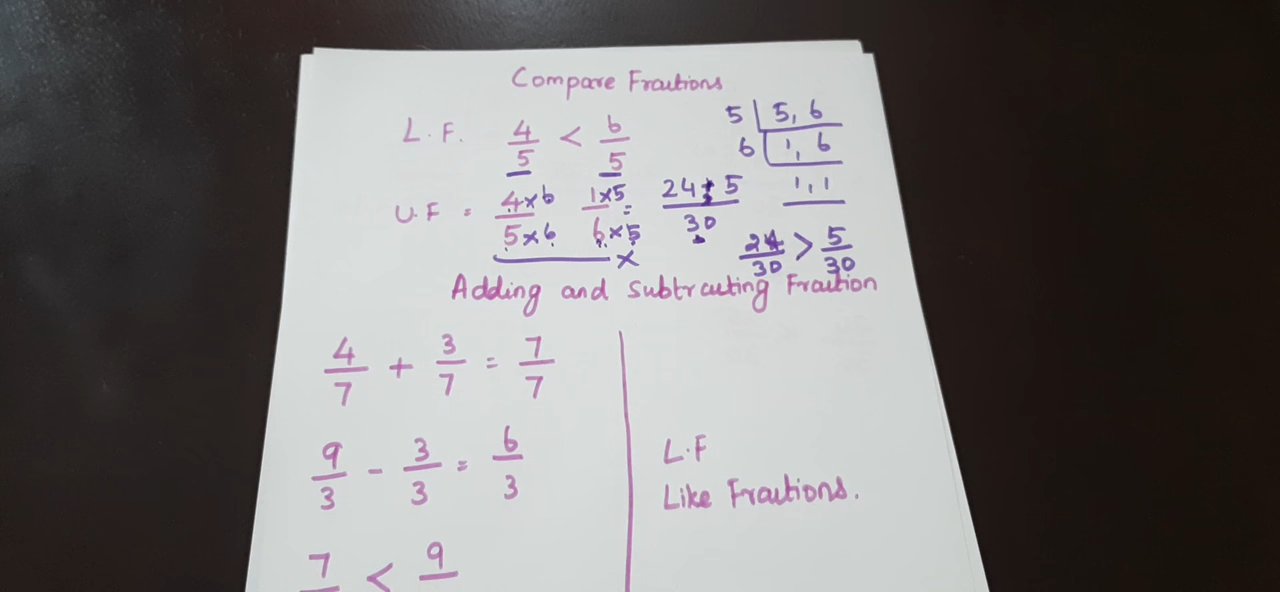 Compare Fractions
L.F. 4/5 < 6/5
5 | 5, 6
6 | 1, 6
1, 1
U.F = 4×6/5×6 1×5/6×5 = 24, 5/30
×
24/30 > 5/30
Adding and Subtracting Fraction
4/7 + 3/7 = 7/7
9/3 - 3/3 = 6/3
7 < 9
L.F
Like Fractions.